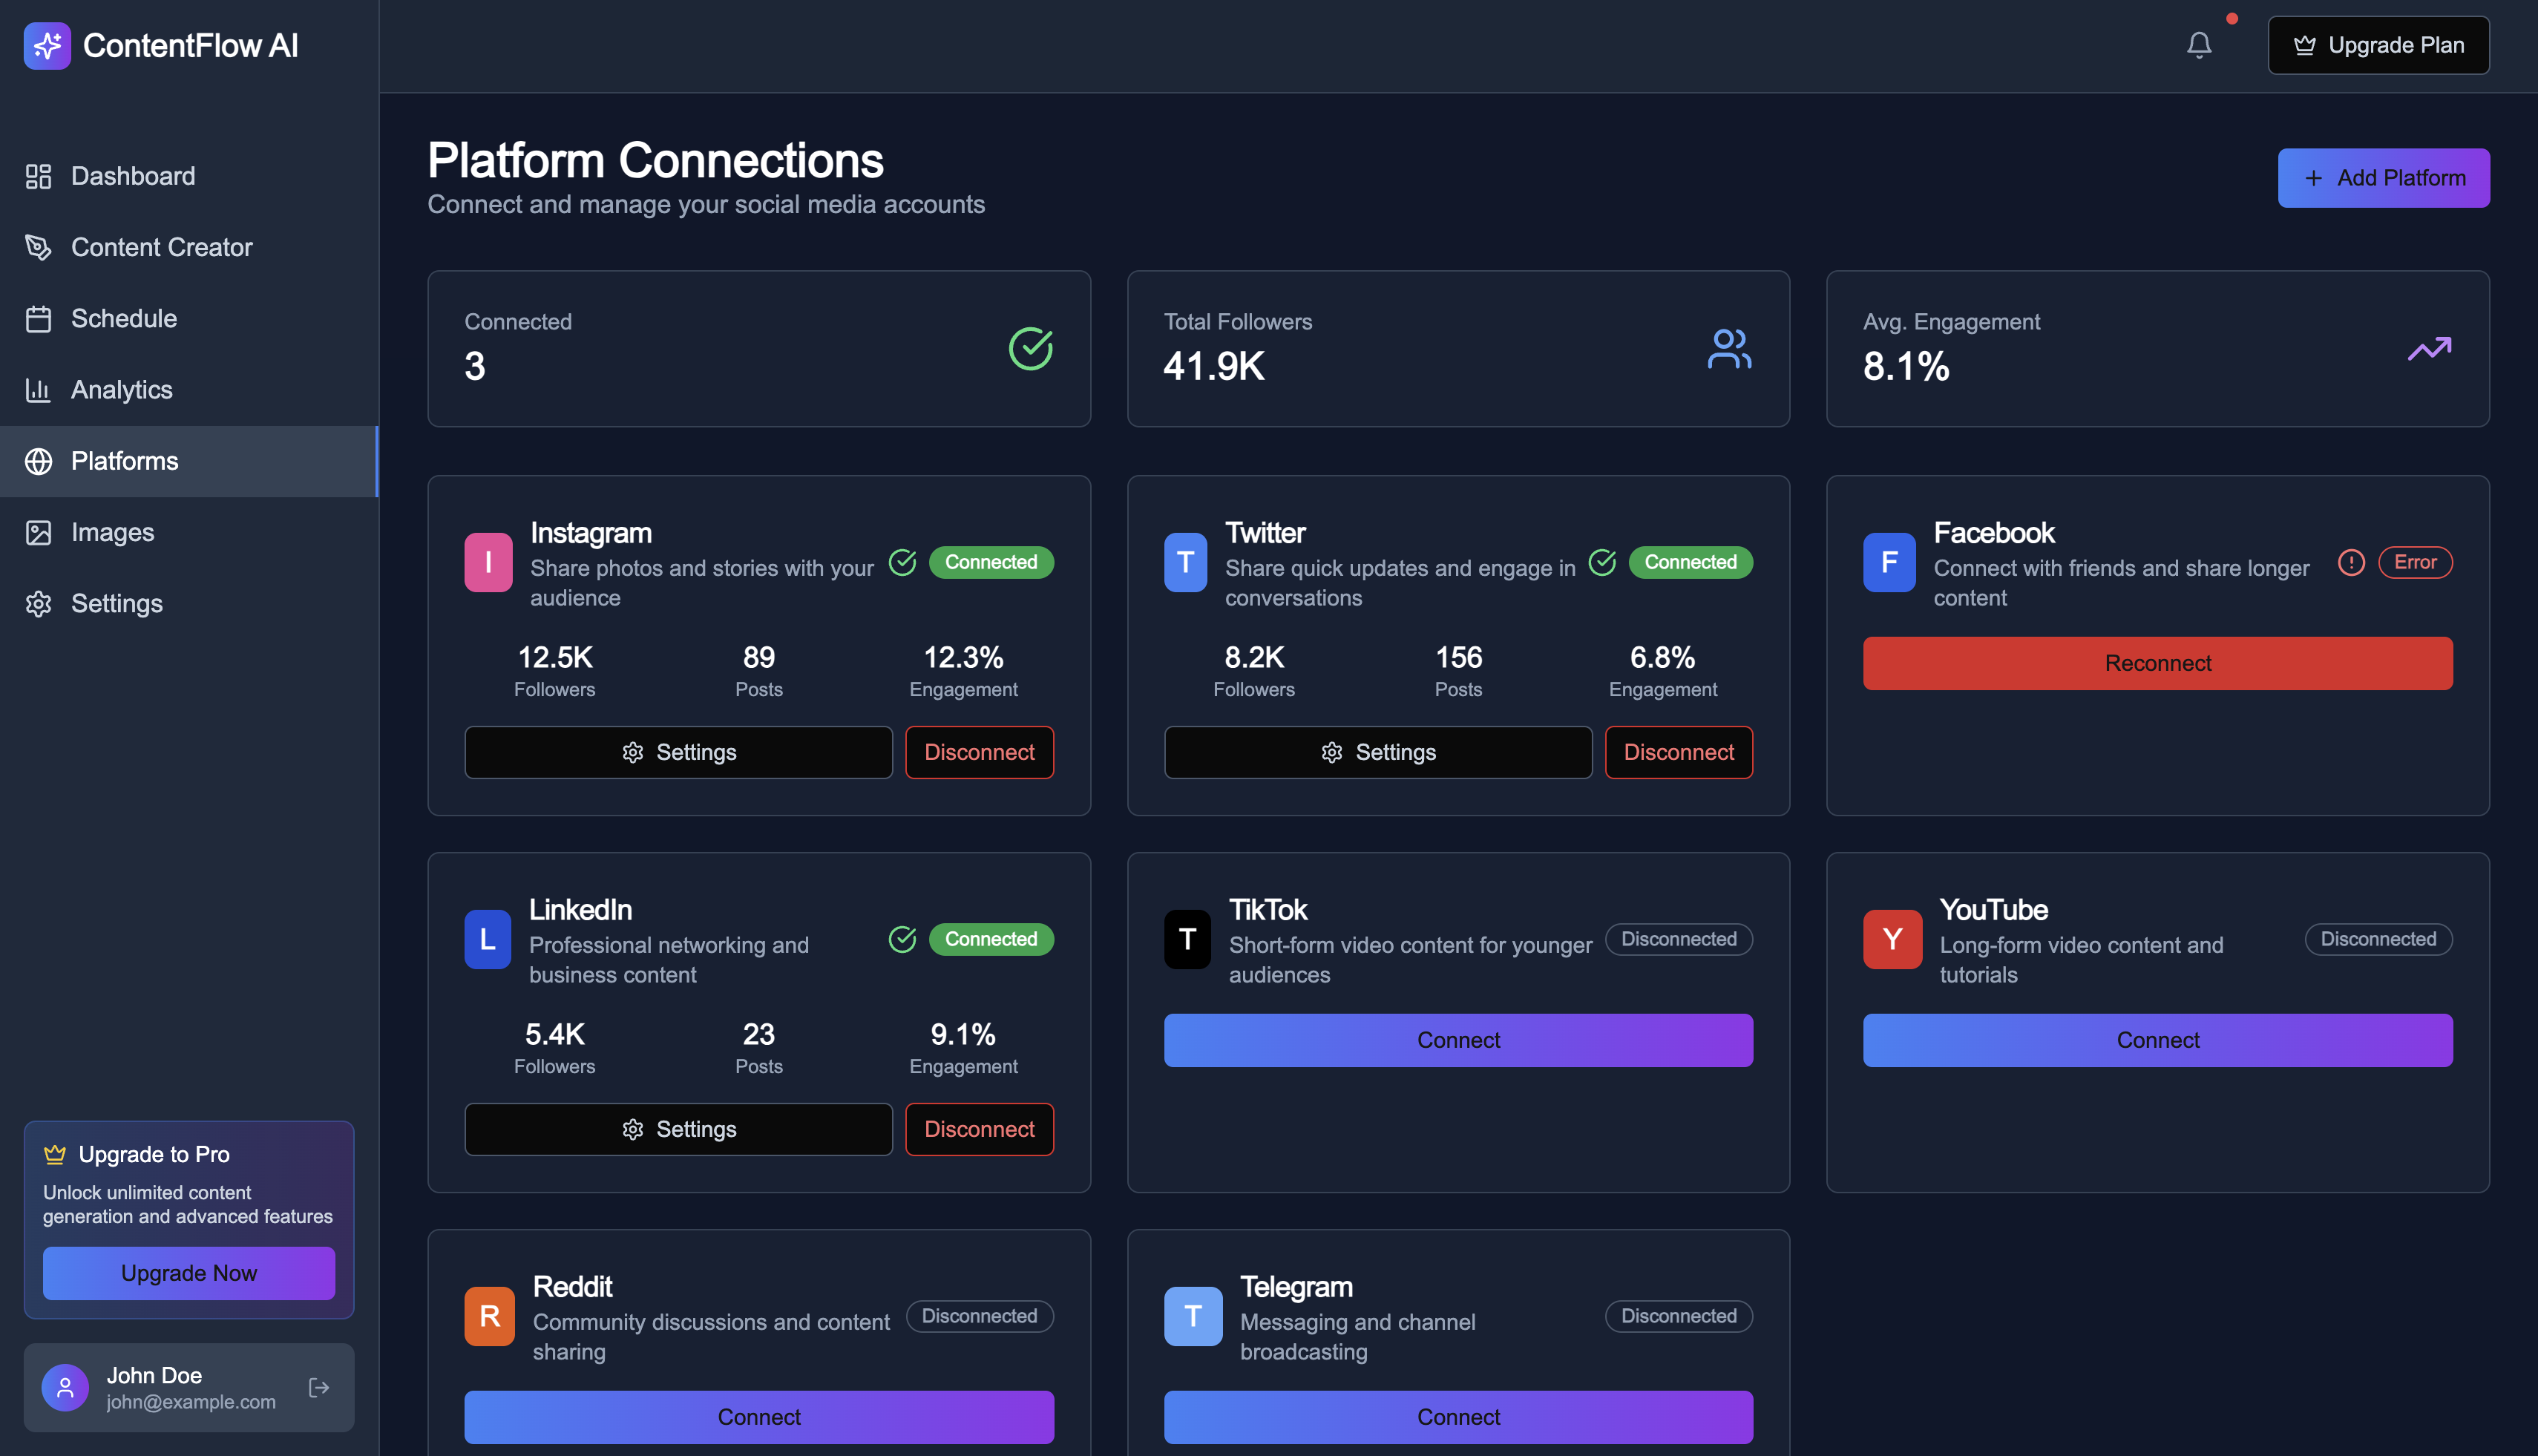 ContentFlow AI
Upgrade Plan
Dashboard
Content Creator
Schedule
Analytics
Platforms
Images
Settings
Upgrade to Pro
Unlock unlimited content
generation and advanced features
Upgrade Now
John Doe
john@example.com
Platform Connections
Connect and manage your social media accounts
Add Platform
Connected
3
Total Followers
41.9K
Avg. Engagement
8.1%
I
Instagram
Share photos and stories with your
audience
Connected
12.5K
Followers
89
Posts
12.3%
Engagement
Settings
Disconnect
T
Twitter
Share quick updates and engage in
conversations
Connected
8.2K
Followers
156
Posts
6.8%
Engagement
Settings
Disconnect
F
Facebook
Connect with friends and share longer
content
Error
Reconnect
L
LinkedIn
Professional networking and
business content
Connected
5.4K
Followers
23
Posts
9.1%
Engagement
Settings
Disconnect
T
TikTok
Short-form video content for younger
audiences
Disconnected
Connect
Y
YouTube
Long-form video content and
tutorials
Disconnected
Connect
R
Reddit
Community discussions and content
sharing
Disconnected
Connect
T
Telegram
Messaging and channel
broadcasting
Disconnected
Connect